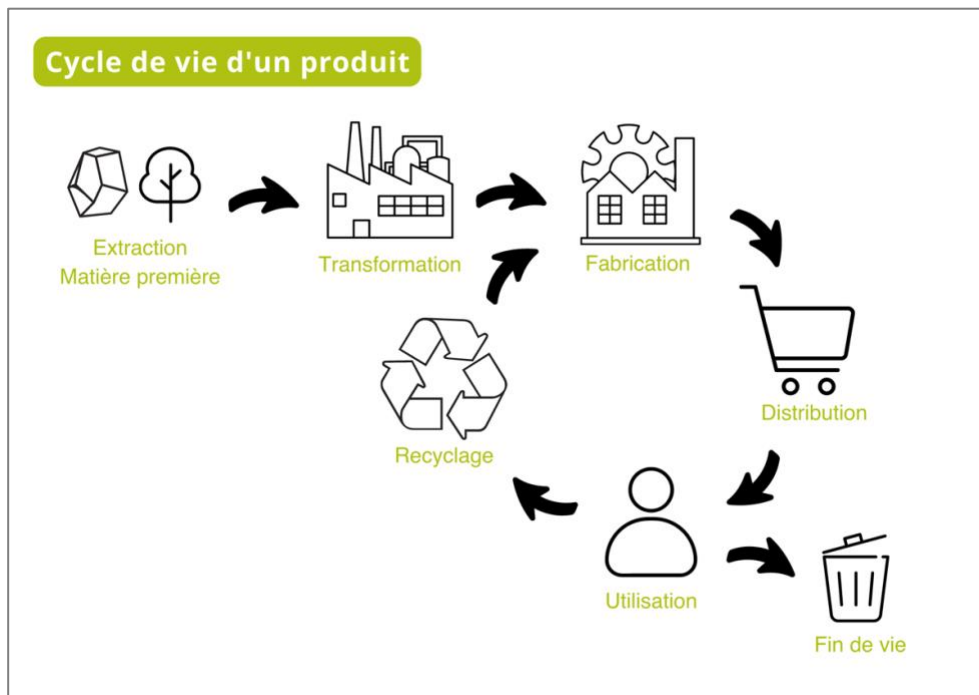 Cycle de vie d'un produit
Extraction
Matière première
Transformation
Fabrication
Distribution
Utilisation
Recyclage
Fin de vie